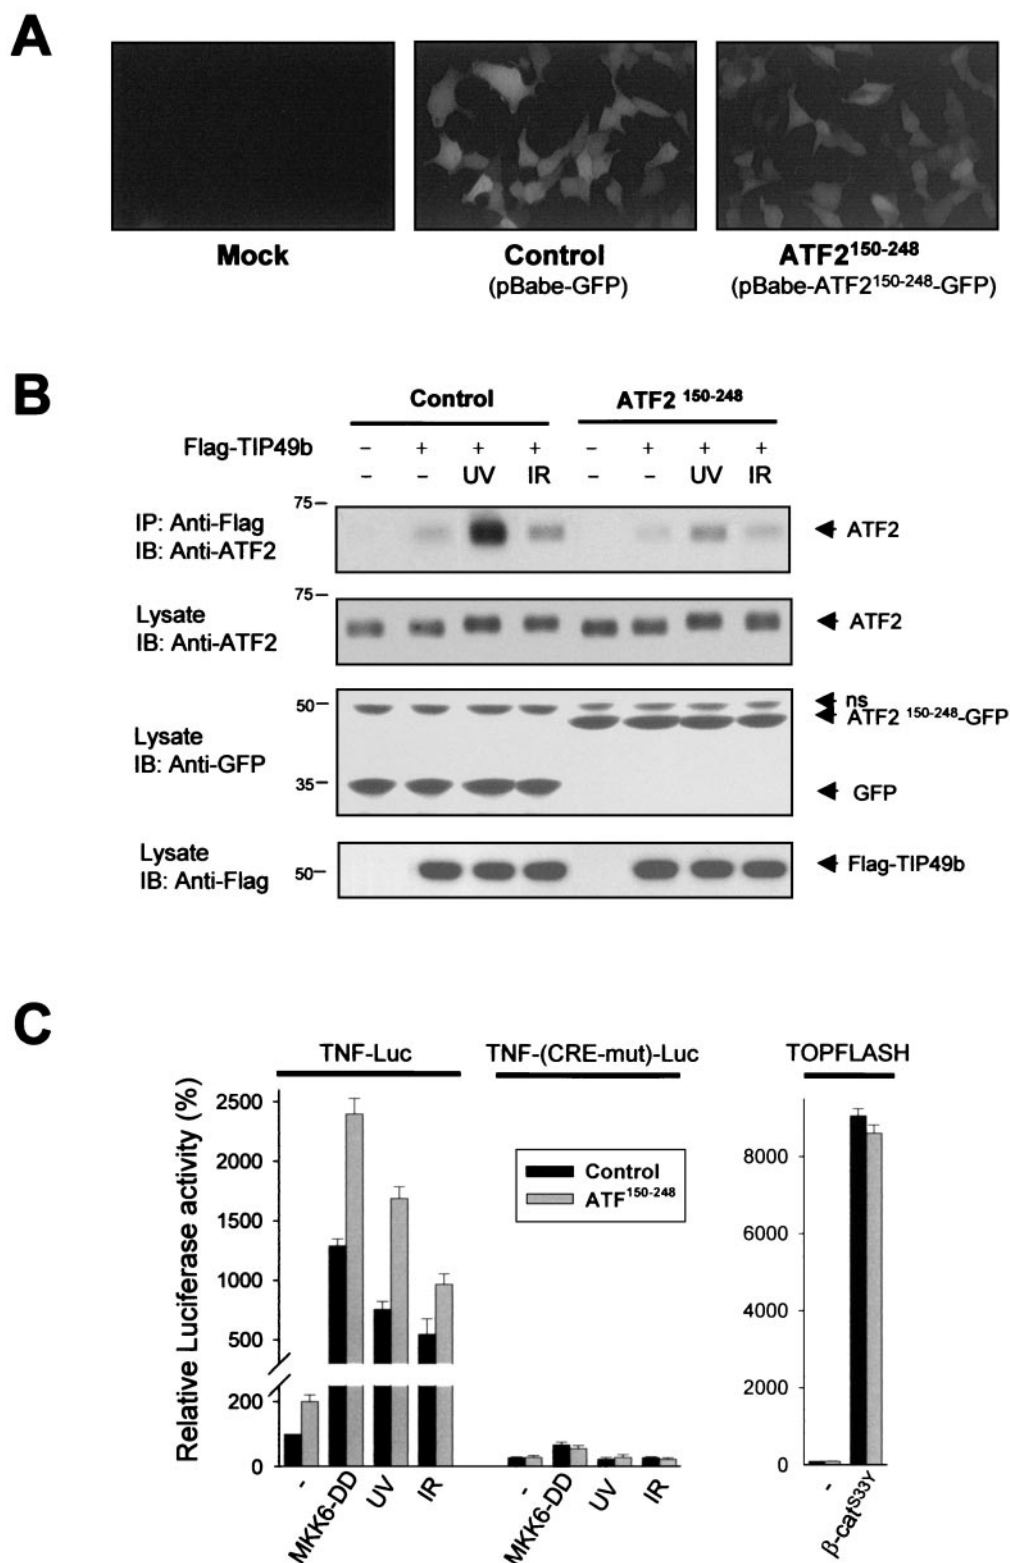 A
Mock
Control
(pBabe-GFP)
ATF2150-248
(pBabe-ATF2150-248-GFP)
B
Control ATF2 150-248
Flag-TIP49b - + + + - + + +
- - UV IR - - UV IR
IP: Anti-Flag
IB: Anti-ATF2
75
ATF2
Lysate
IB: Anti-ATF2
75
ATF2
Lysate
IB: Anti-GFP
50
35
ns
ATF2 150-248-GFP
GFP
Lysate
IB: Anti-Flag
50
Flag-TIP49b
C
TNF-Luc TNF-(CRE-mut)-Luc TOPFLASH
Relative Luciferase activity (%)
2500
2000
1500
1000
500
200
0
Control
ATF150-248
8000
6000
4000
2000
0
- MKK6-DD UV IR
- MKK6-DD UV IR
- β-catS33Y